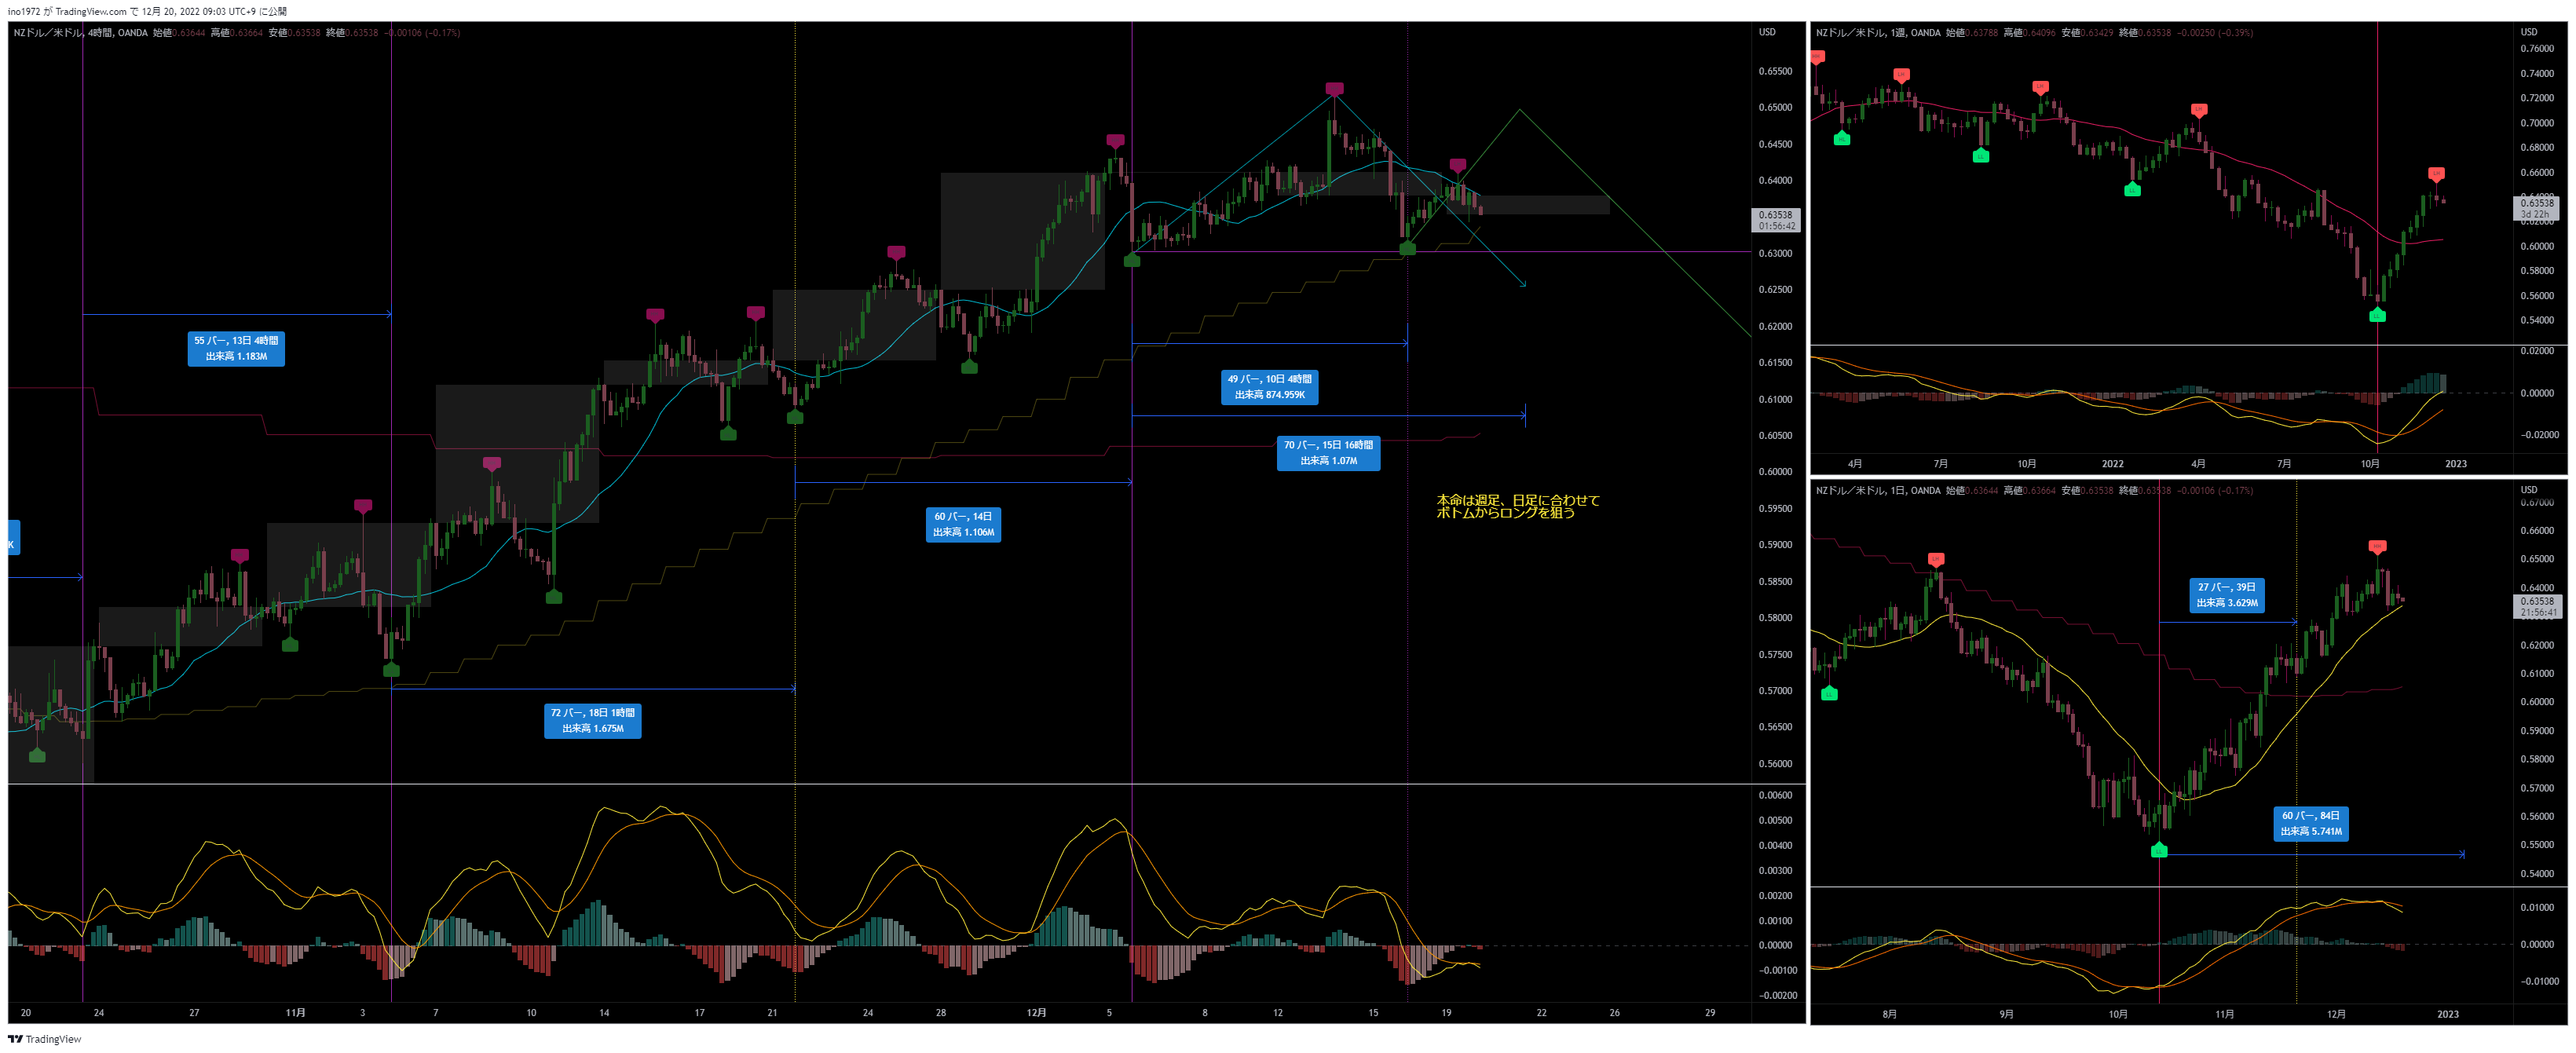 ino1972 が TradingView.com で 12月 20, 2022 09:03 UTC+9 に公開
NZドル／米ドル, 4時間, OANDA 始値0.63644 高値0.63664 安値0.63538 終値0.63538 −0.00106 (−0.17%)
USD
0.65500
0.65000
0.64500
0.64000
0.63538
01:56:42
0.63000
0.62500
0.62000
0.61500
0.61000
0.60500
0.60000
0.59500
0.59000
0.58500
0.58000
0.57500
0.57000
0.56500
0.56000
55 バー, 13日 4時間
出来高 1.183M
49 バー, 10日 4時間
出来高 874.959K
70 バー, 15日 16時間
出来高 1.07M
60 バー, 14日
出来高 1.106M
72 バー, 18日 1時間
出来高 1.675M
K
本命は週足、日足に合わせて
ボトムからロングを狙う
0.00600
0.00500
0.00400
0.00300
0.00200
0.00100
0.00000
−0.00100
−0.00200
20 24 27 11月 3 7 10 14 17 21 24 28 12月 5 8 12 15 19 22 26 29
NZドル／米ドル, 1週, OANDA 始値0.63788 高値0.64096 安値0.63429 終値0.63538 −0.00250 (−0.39%)
USD
0.76000
0.74000
0.72000
0.70000
0.68000
0.66000
0.63538
3d 22h
0.60000
0.58000
0.56000
0.54000
0.02000
0.00000
−0.02000
4月 7月 10月 2022 4月 7月 10月 2023
NZドル／米ドル, 1日, OANDA 始値0.63644 高値0.63664 安値0.63538 終値0.63538 −0.00106 (−0.17%)
USD
0.67000
0.66000
0.65000
0.64000
0.63538
21:56:41
0.62000
0.61000
0.60000
0.59000
0.58000
0.57000
0.56000
0.55000
0.54000
27 バー, 39日
出来高 3.629M
60 バー, 84日
出来高 5.741M
0.01000
0.00000
−0.01000
8月 9月 10月 11月 12月 2023
TradingView